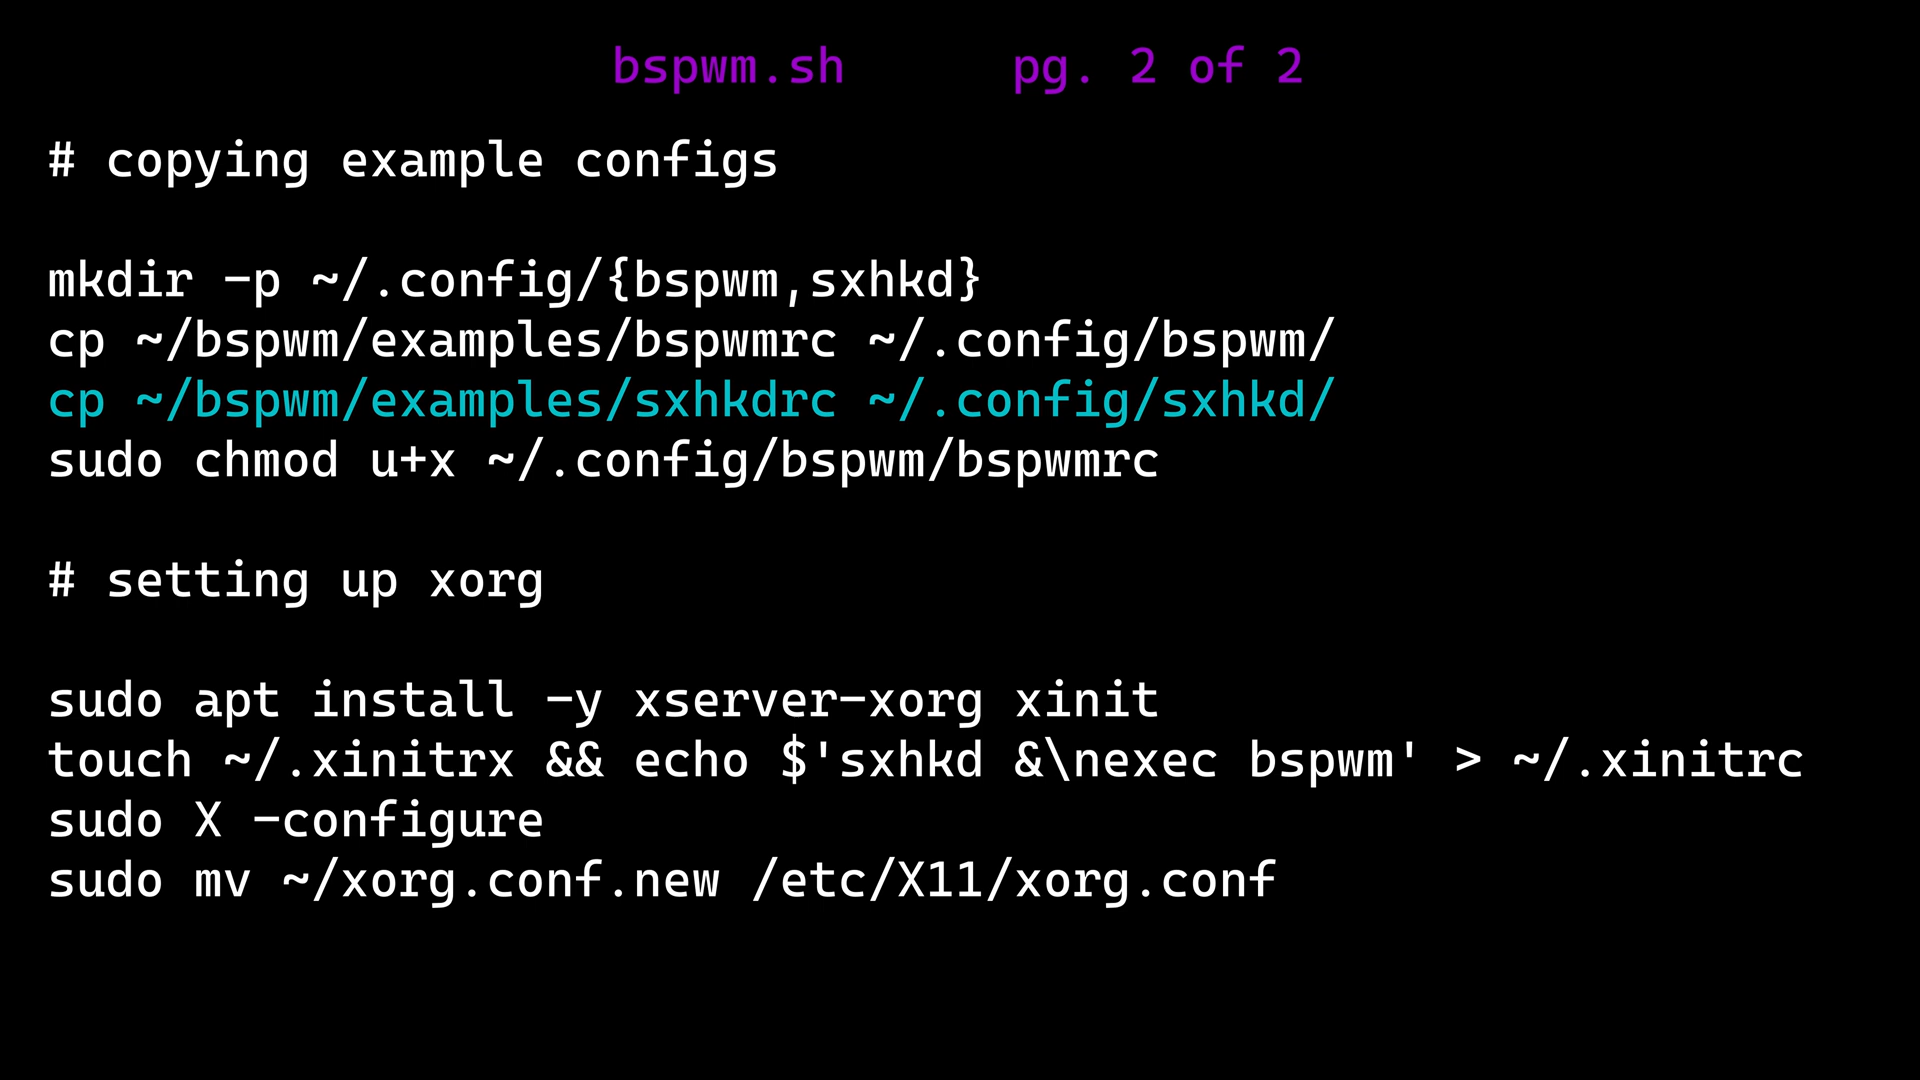 bspwm.sh pg. 2 of 2
# copying example configs
mkdir -p ~/.config/{bspwm,sxhkd}
cp ~/bspwm/examples/bspwmrc ~/.config/bspwm/
cp ~/bspwm/examples/sxhkdrc ~/.config/sxhkd/
sudo chmod u+x ~/.config/bspwm/bspwmrc
# setting up xorg
sudo apt install -y xserver-xorg xinit
touch ~/.xinitrx && echo $'sxhkd &\nexec bspwm' > ~/.xinitrc
sudo X -configure
sudo mv ~/xorg.conf.new /etc/X11/xorg.conf